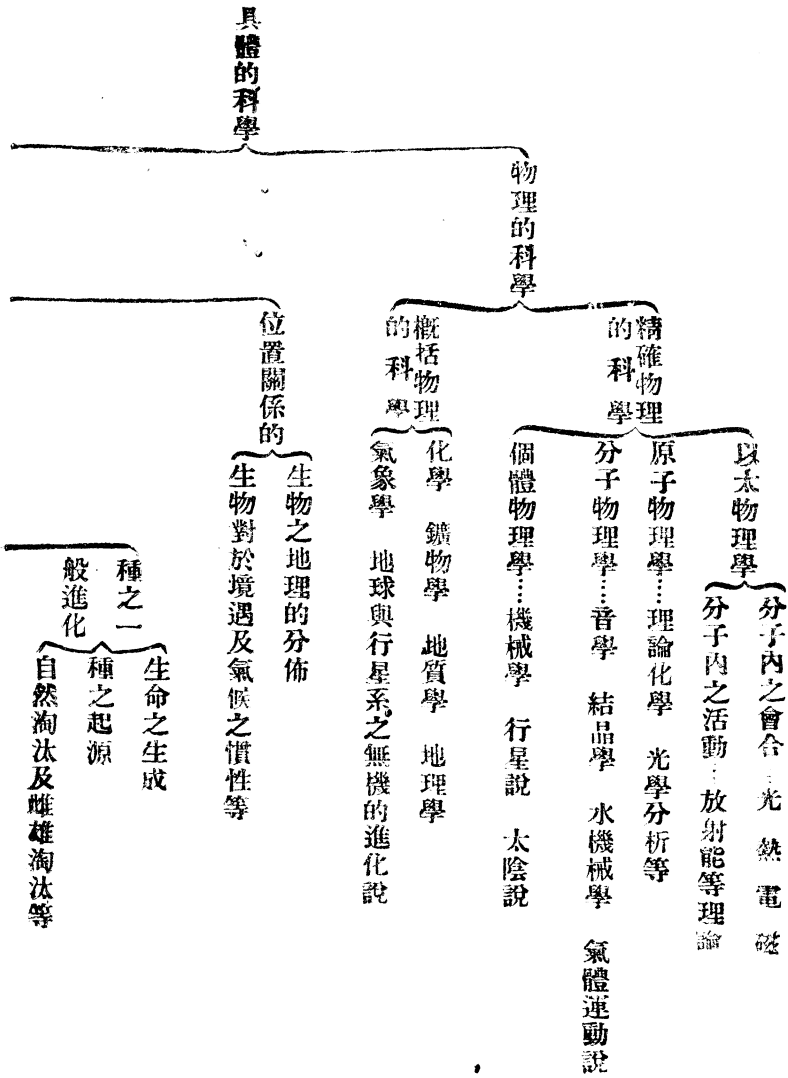 具體的科學
物理的科學
精確物理
的科學
以太物理學
分子內之會合…光　熱　電　磁
分子內之活動…放射能等理論
原子物理學……理論化學　光學分析等
分子物理學……音學　結晶學　水機械學　氣體運動說
個體物理學……機械學　行星說　太陰說
概括物理
的科學
化學　鑛物學　地質學　地理學
氣象學　地球與行星系之無機的進化說
位置關係的
生物之地理的分佈
生物對於境遇及氣候之慣性等
種之一
般進化
生命之生成
種之起源
自然淘汰及雌雄淘汰等